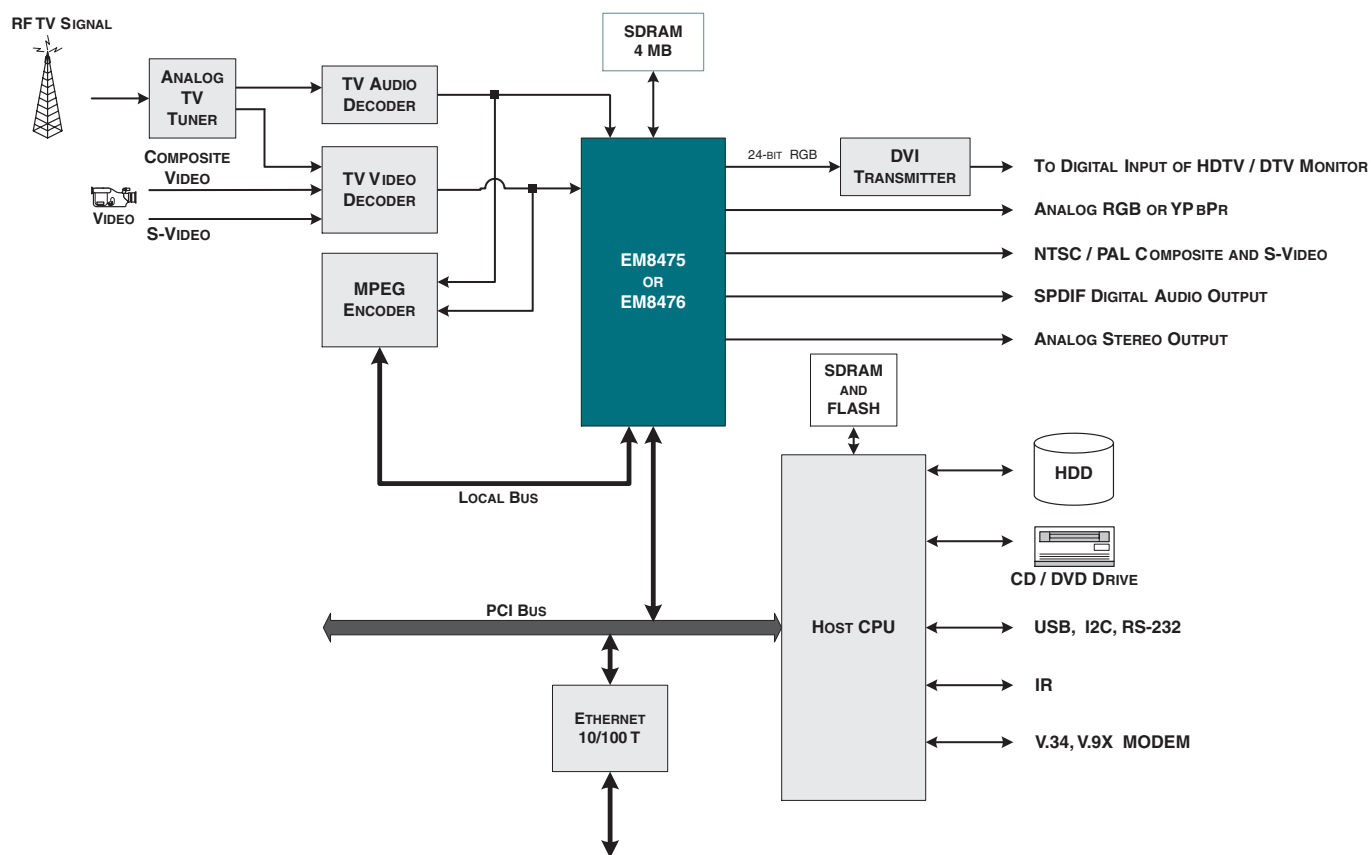 RF TV SIGNAL
ANALOG
TV
TUNER
TV AUDIO
DECODER
SDRAM
4 MB
COMPOSITE
VIDEO
VIDEO
S-VIDEO
TV VIDEO
DECODER
MPEG
ENCODER
EM8475
OR
EM8476
24-BIT RGB
DVI
TRANSMITTER
TO DIGITAL INPUT OF HDTV / DTV MONITOR
ANALOG RGB OR YPBPR
NTSC / PAL COMPOSITE AND S-VIDEO
SPDIF DIGITAL AUDIO OUTPUT
ANALOG STEREO OUTPUT
SDRAM
AND
FLASH
LOCAL BUS
HDD
CD / DVD DRIVE
PCI BUS
HOST CPU
USB, I2C, RS-232
IR
V.34, V.9X MODEM
ETHERNET
10/100 T